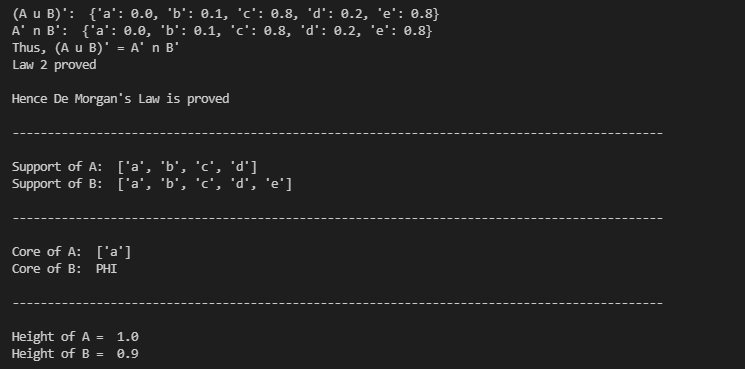 (A u B)':  {'a': 0.0, 'b': 0.1, 'c': 0.8, 'd': 0.2, 'e': 0.8}
A' n B':  {'a': 0.0, 'b': 0.1, 'c': 0.8, 'd': 0.2, 'e': 0.8}
Thus, (A u B)' = A' n B'
Law 2 proved
Hence De Morgan's Law is proved
---------------------------------------------------------------------------------------------
Support of A:  ['a', 'b', 'c', 'd']
Support of B:  ['a', 'b', 'c', 'd', 'e']
---------------------------------------------------------------------------------------------
Core of A:  ['a']
Core of B:  PHI
---------------------------------------------------------------------------------------------
Height of A =  1.0
Height of B =  0.9